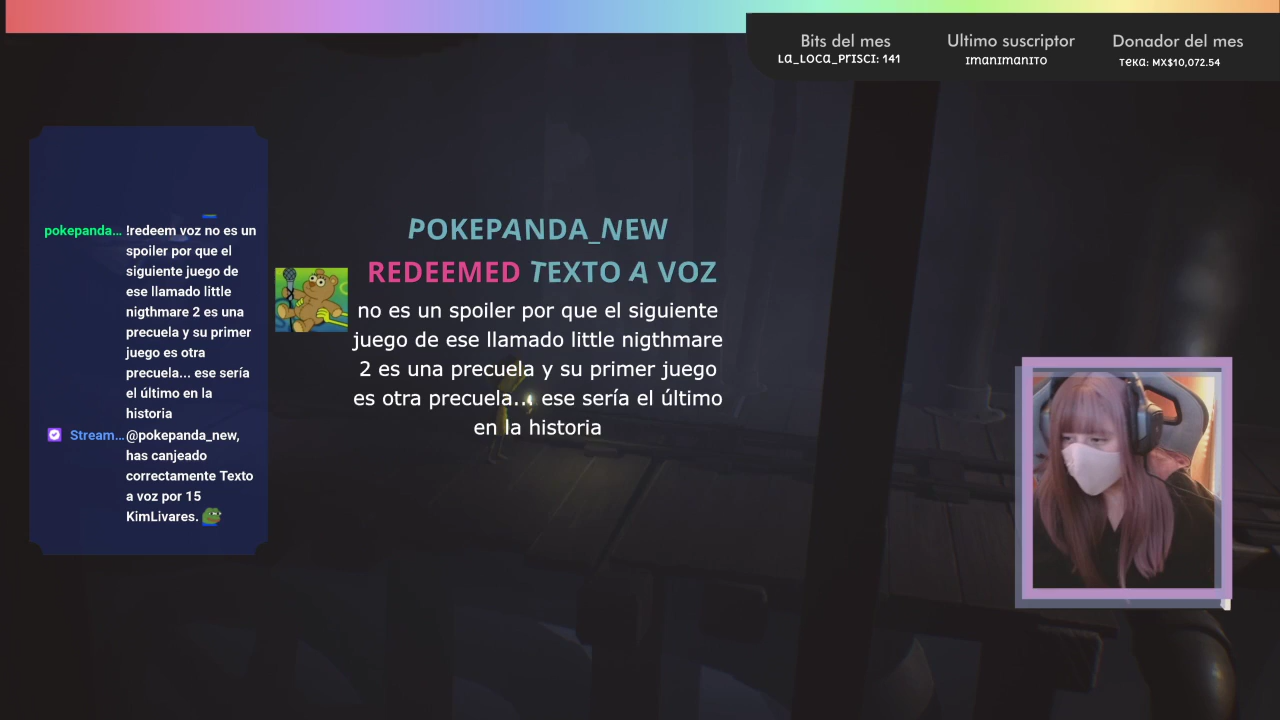 Bits del mes
La_Loca_Prisci: 141
Ultimo suscriptor
imanimanito
Donador del mes
Teka: MX$10,072.54
pokepanda... !redeem voz no es un
spoiler por que el
siguiente juego de
ese llamado little
nigthmare 2 es una
precuela y su primer
juego es otra
precuela... ese sería
el último en la
historia
Stream... @pokepanda_new,
has canjeado
correctamente Texto
a voz por 15
KimLivares.
POKEPANDA_NEW
REDEEMED TEXTO A VOZ
no es un spoiler por que el siguiente
juego de ese llamado little nigthmare
2 es una precuela y su primer juego
es otra precuela... ese sería el último
en la historia